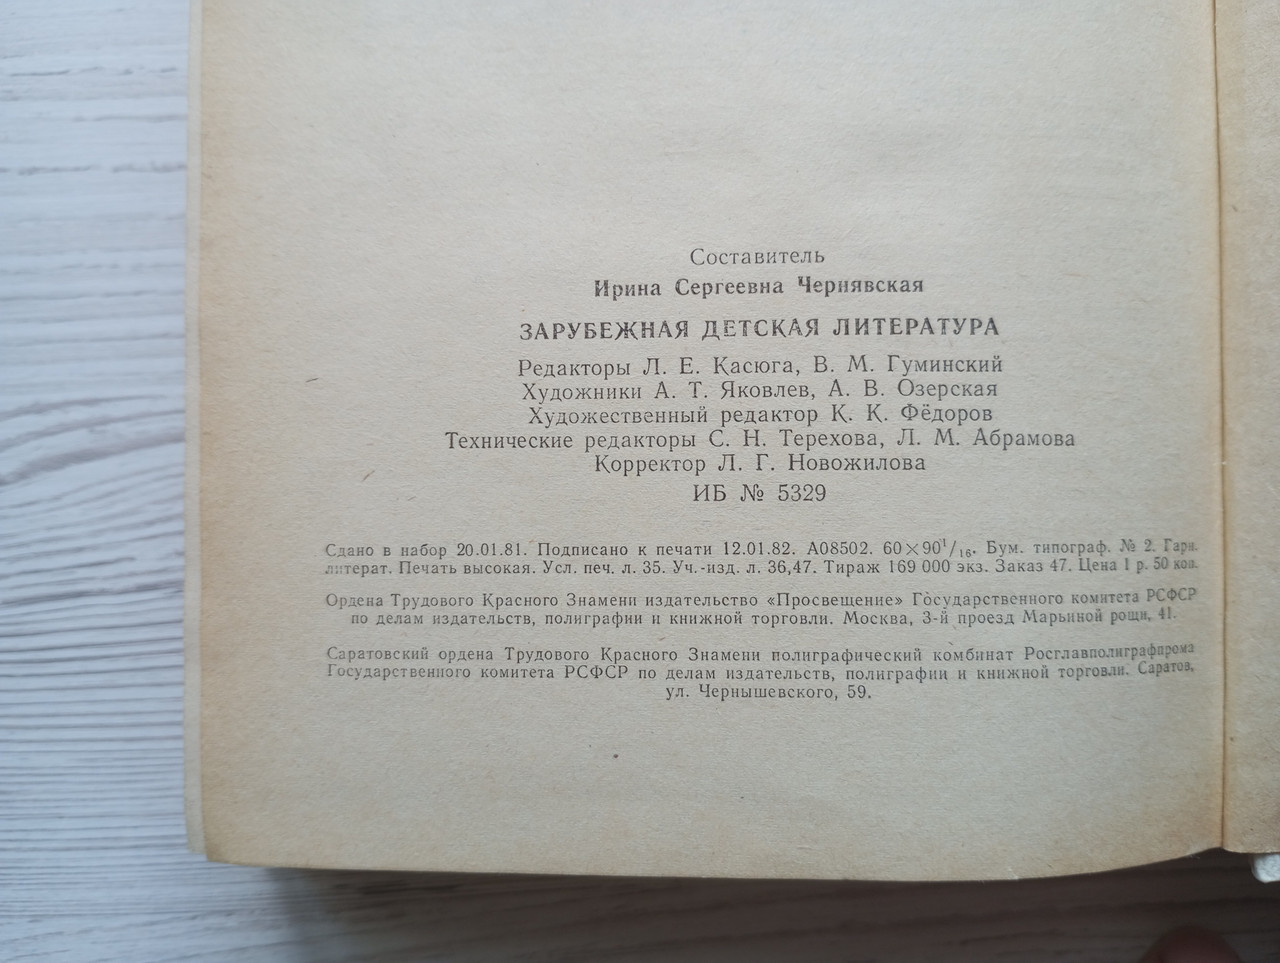 Составитель
Ирина Сергеевна Чернявская
ЗАРУБЕЖНАЯ ДЕТСКАЯ ЛИТЕРАТУРА
Редакторы Л. Е. Касюга, В. М. Гуминский
Художники А. Т. Яковлев, А. В. Озерская
Художественный редактор К. К. Фёдоров
Технические редакторы С. Н. Терехова, Л. М. Абрамова
Корректор Л. Г. Новожилова
ИБ № 5329
Сдано в набор 20.01.81. Подписано к печати 12.01.82. А08502. 60×90¹/₁₆. Бум. типограф. № 2. Гарн.
литерат. Печать высокая. Усл. печ. л. 35. Уч.-изд. л. 36,47. Тираж 169 000 экз. Заказ 47. Цена 1 р. 50 коп.
Ордена Трудового Красного Знамени издательство «Просвещение» Государственного комитета РСФСР
по делам издательств, полиграфии и книжной торговли. Москва, 3-й проезд Марьиной рощи, 41.
Саратовский ордена Трудового Красного Знамени полиграфический комбинат Росглавполиграфпрома
Государственного комитета РСФСР по делам издательств, полиграфии и книжной торговли. Саратов,
ул. Чернышевского, 59.